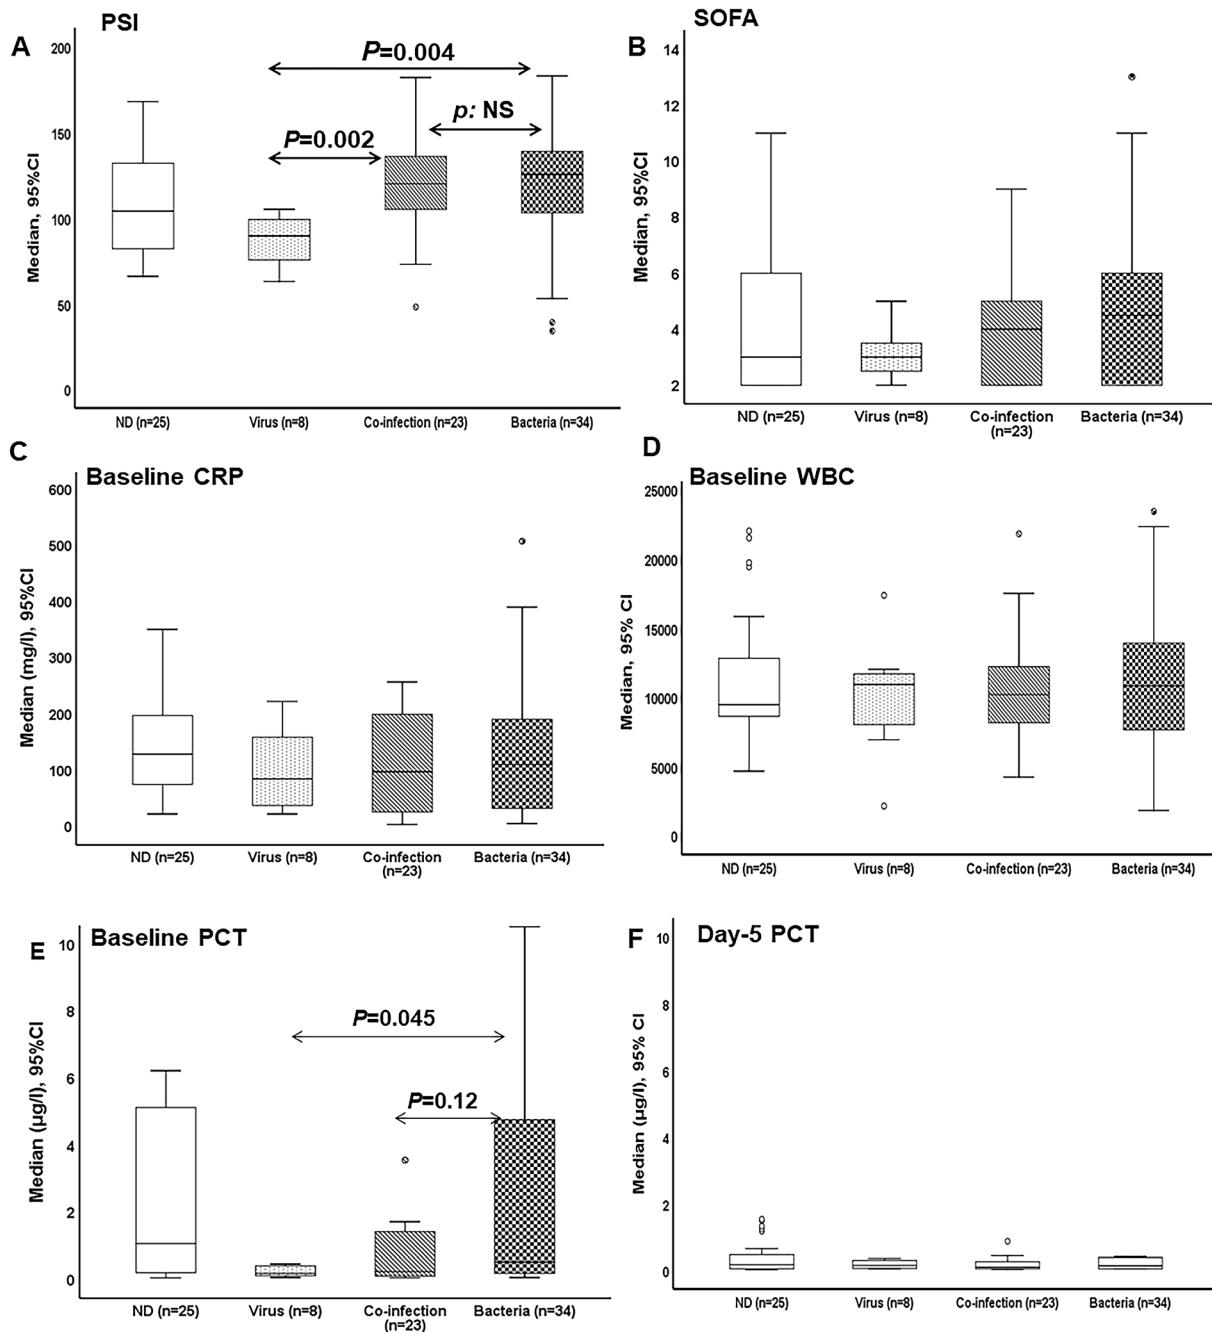 A
PSI
Median, 95%CI
200
150
100
50
0
P=0.004
p: NS
P=0.002
ND (n=25)
Virus (n=8)
Co-infection (n=23)
Bacteria (n=34)
B
SOFA
Median, 95%CI
14
12
10
8
6
4
2
ND (n=25)
Virus (n=8)
Co-infection
(n=23)
Bacteria (n=34)
C
Baseline CRP
Median (mg/l), 95%CI
600
500
400
300
200
100
0
ND (n=25)
Virus (n=8)
Co-infection
(n=23)
Bacteria (n=34)
D
Baseline WBC
Median, 95% CI
25000
20000
15000
10000
5000
0
ND (n=25)
Virus (n=8)
Co-infection (n=23)
Bacteria (n=34)
E
Baseline PCT
Median (µg/l), 95%CI
10
8
6
4
2
0
P=0.045
P=0.12
ND (n=25)
Virus (n=8)
Co-infection
(n=23)
Bacteria (n=34)
F
Day-5 PCT
Median (µg/l), 95% CI
10
8
6
4
2
0
ND (n=25)
Virus (n=8)
Co-infection (n=23)
Bacteria (n=34)